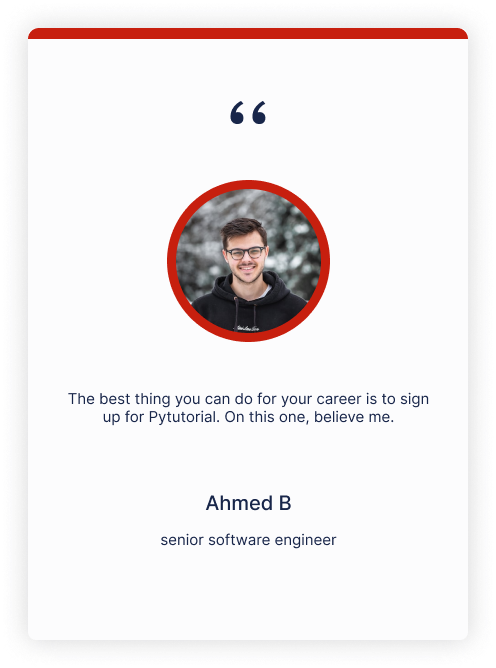 “
The best thing you can do for your career is to sign
up for Pytutorial. On this one, believe me.
Ahmed B
senior software engineer